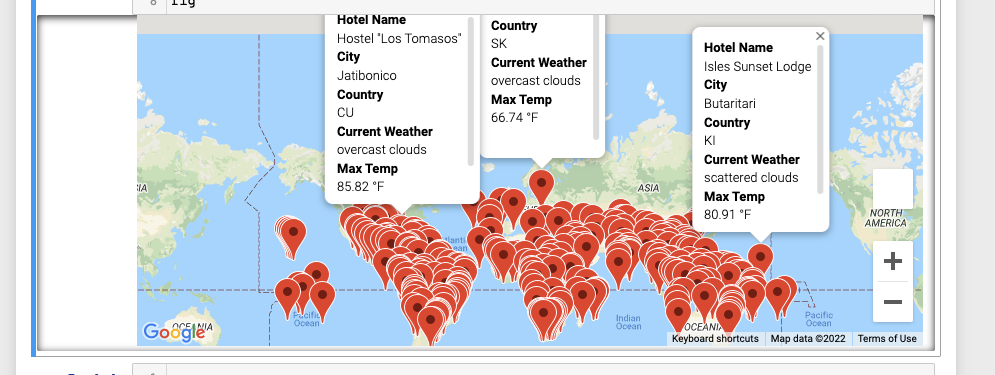 8
fig
Hotel Name
Hostel "Los Tomasos"
City
Jatibonico
Country
CU
Current Weather
overcast clouds
Max Temp
85.82 °F
Country
SK
Current Weather
overcast clouds
Max Temp
66.74 °F
Hotel Name
Isles Sunset Lodge
City
Butaritari
Country
KI
Current Weather
scattered clouds
Max Temp
80.91 °F
ASIA
NORTH
AMERICA
Pacific
Ocean
Indian
Ocean
OCEANIA
Pacific
Ocean
OCEANIA
Google
Keyboard shortcuts
Map data ©2022
Terms of Use